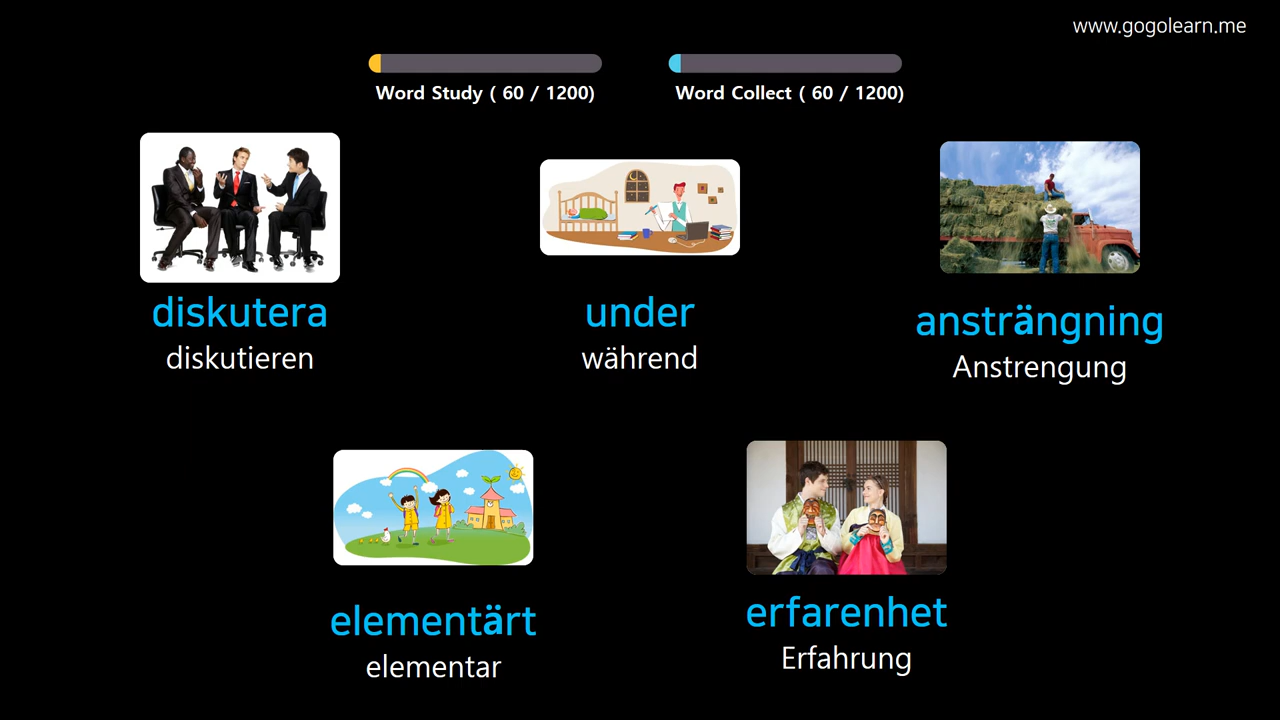 www.gogolearn.me
Word Study ( 60 / 1200)
Word Collect ( 60 / 1200)
diskutera
diskutieren
under
während
ansträngning
Anstrengung
elementärt
elementar
erfarenhet
Erfahrung